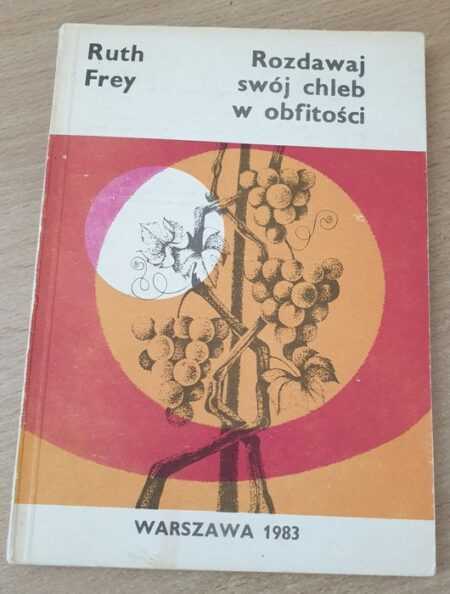 Ruth
Frey
Rozdawaj
swój chleb
w obfitości
WARSZAWA 1983